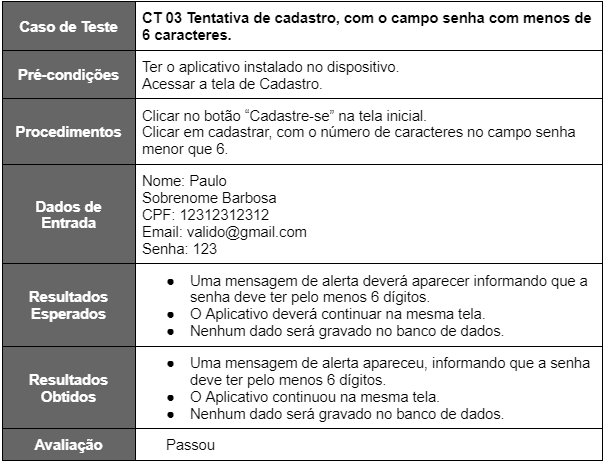 Caso de Teste
CT 03 Tentativa de cadastro, com o campo senha com menos de
6 caracteres.
Pré-condições
Ter o aplicativo instalado no dispositivo.
Acessar a tela de Cadastro.
Procedimentos
Clicar no botão “Cadastre-se” na tela inicial.
Clicar em cadastrar, com o número de caracteres no campo senha
menor que 6.
Dados de
Entrada
Nome: Paulo
Sobrenome Barbosa
CPF: 12312312312
Email: valido@gmail.com
Senha: 123
Resultados
Esperados
● Uma mensagem de alerta deverá aparecer informando que a
senha deve ter pelo menos 6 dígitos.
● O Aplicativo deverá continuar na mesma tela.
● Nenhum dado será gravado no banco de dados.
Resultados
Obtidos
● Uma mensagem de alerta apareceu, informando que a senha
deve ter pelo menos 6 dígitos.
● O Aplicativo continuou na mesma tela.
● Nenhum dado será gravado no banco de dados.
Avaliação
Passou